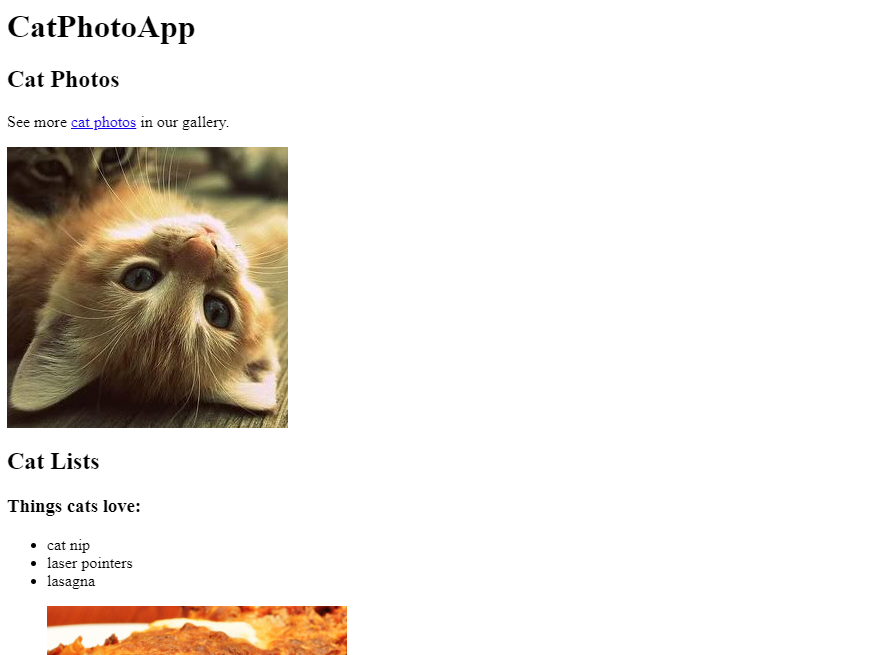 CatPhotoApp
Cat Photos
See more cat photos in our gallery.
Cat Lists
Things cats love:
cat nip
laser pointers
lasagna